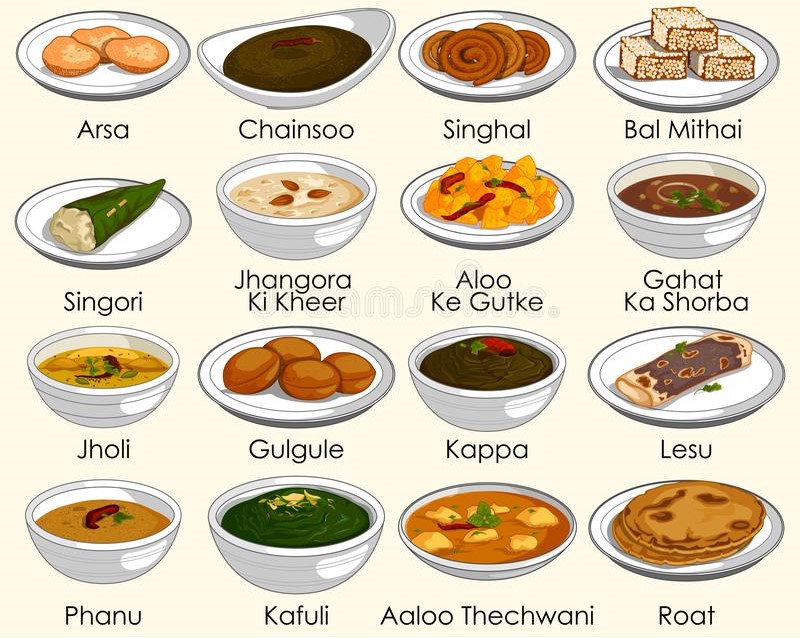 Arsa
Chainsoo
Singhal
Bal Mithai
Singori
Jhangora
Ki Kheer
Aloo
Ke Gutke
Gahat
Ka Shorba
Jholi
Gulgule
Kappa
Lesu
Phanu
Kafuli
Aaloo Thechwani
Roat
dreamstime